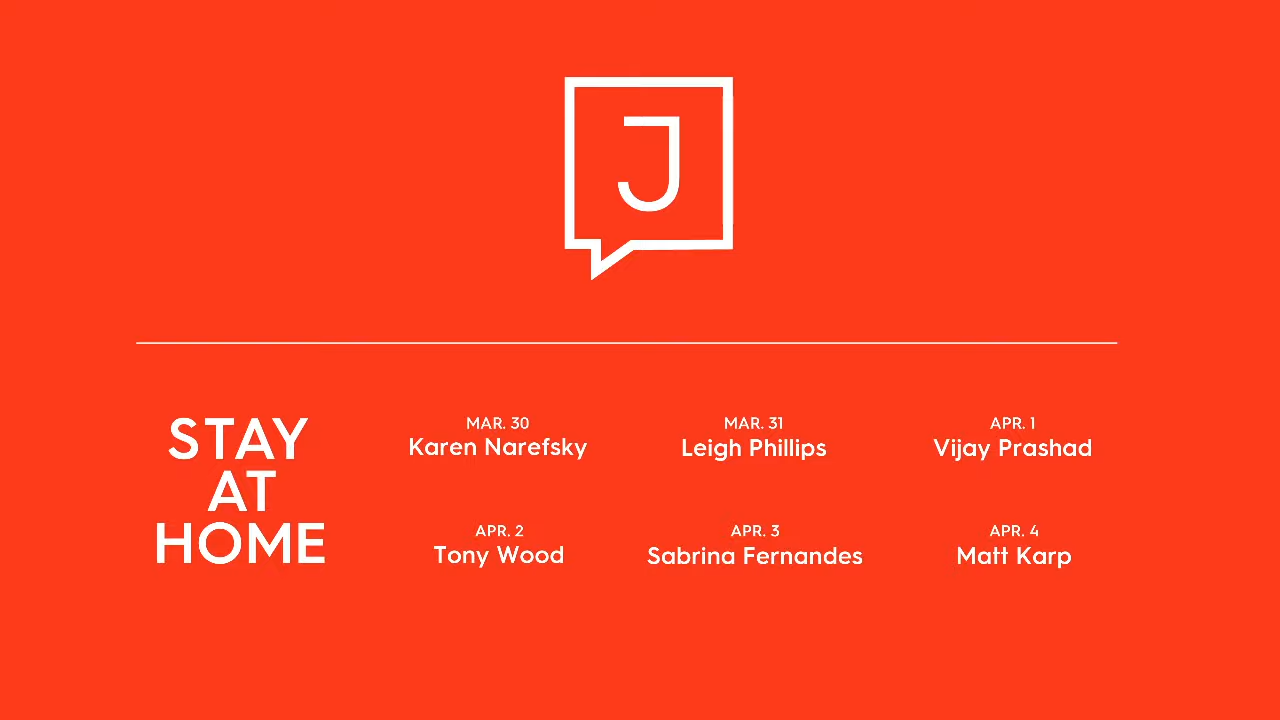 J
STAY
AT
HOME
MAR. 30
Karen Narefsky
MAR. 31
Leigh Phillips
APR. 1
Vijay Prashad
APR. 2
Tony Wood
APR. 3
Sabrina Fernandes
APR. 4
Matt Karp